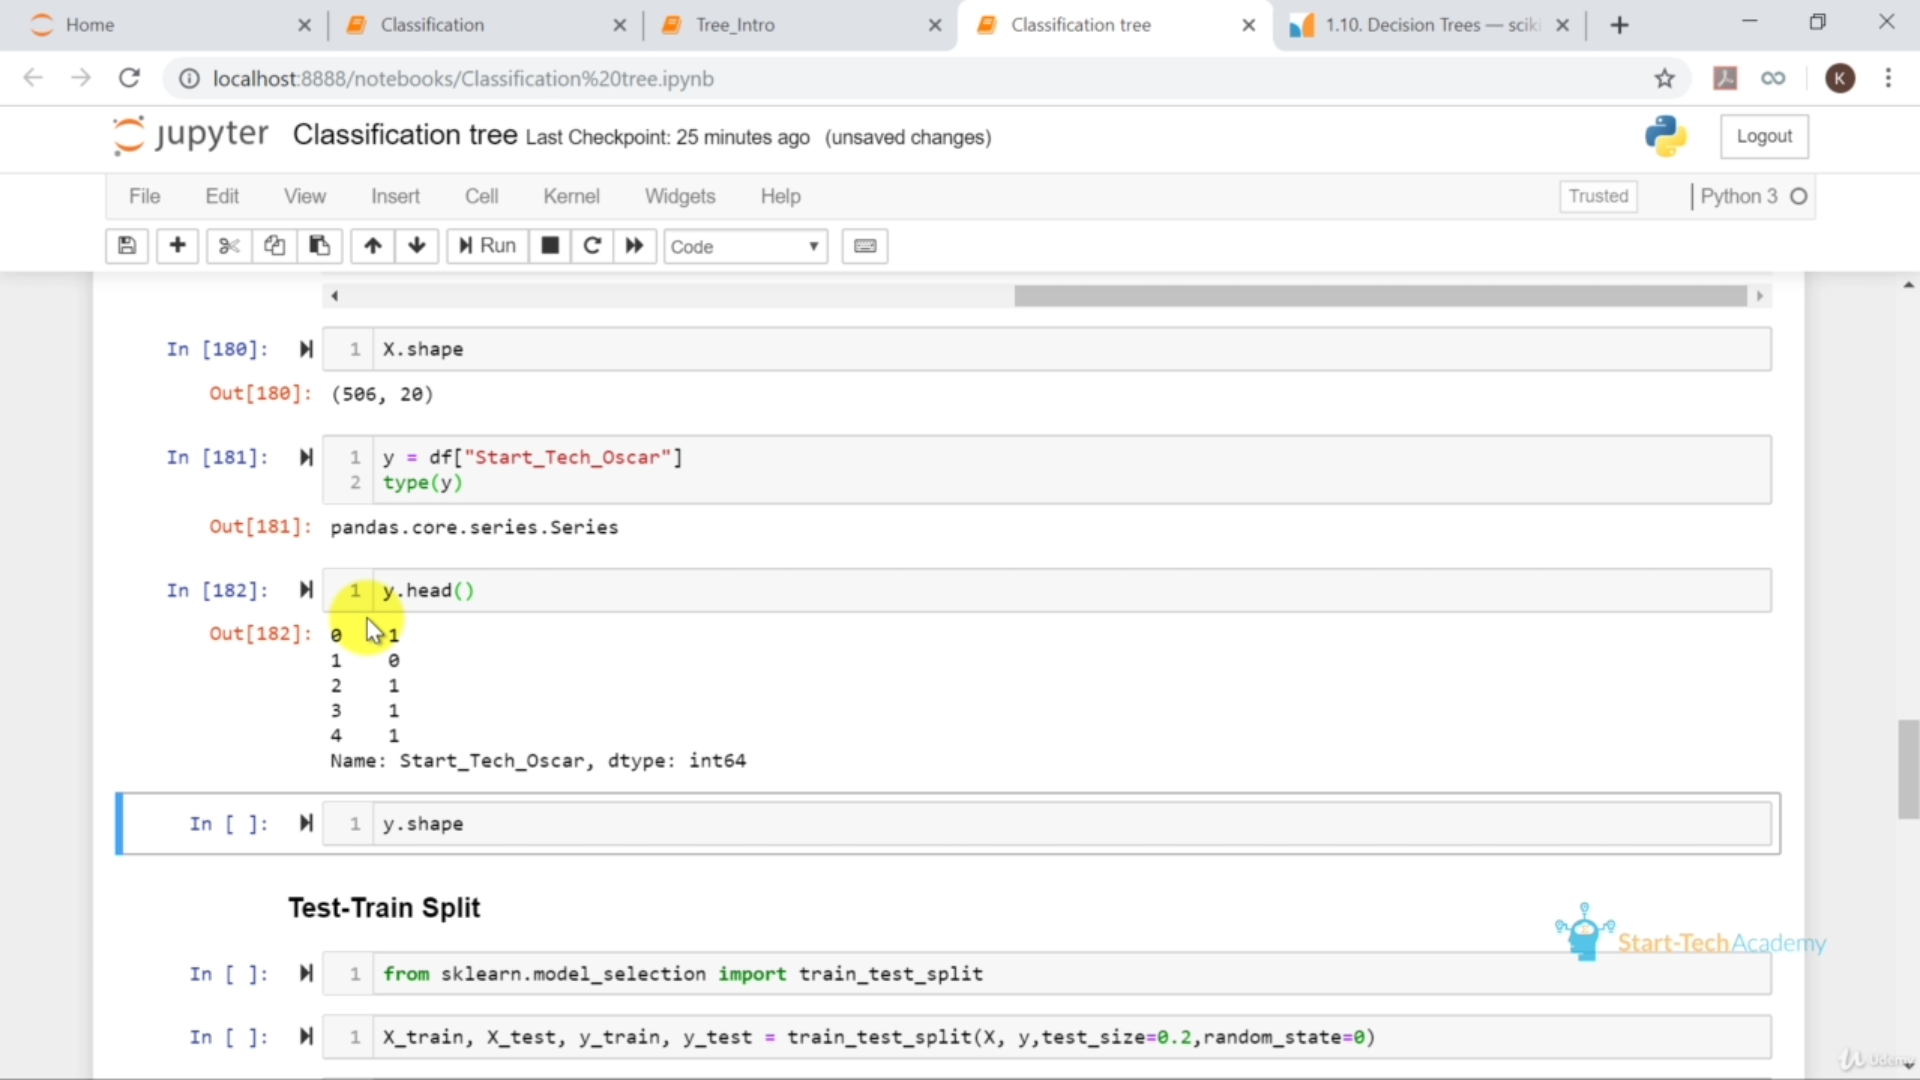 Home
Classification
Tree_Intro
Classification tree
1.10. Decision Trees — sciki
localhost:8888/notebooks/Classification%20tree.ipynb
K
jupyter Classification tree Last Checkpoint: 25 minutes ago (unsaved changes)
Logout
File Edit View Insert Cell Kernel Widgets Help
Trusted
Python 3
Run
Code
In [180]: 1 X.shape
Out[180]: (506, 20)
In [181]: 1 y = df["Start_Tech_Oscar"]
2 type(y)
Out[181]: pandas.core.series.Series
In [182]: 1 y.head()
Out[182]: 0 1
1 0
2 1
3 1
4 1
Name: Start_Tech_Oscar, dtype: int64
In [ ]: 1 y.shape
Test-Train Split
Start-TechAcademy
In [ ]: 1 from sklearn.model_selection import train_test_split
In [ ]: 1 X_train, X_test, y_train, y_test = train_test_split(X, y,test_size=0.2,random_state=0)
Udemy